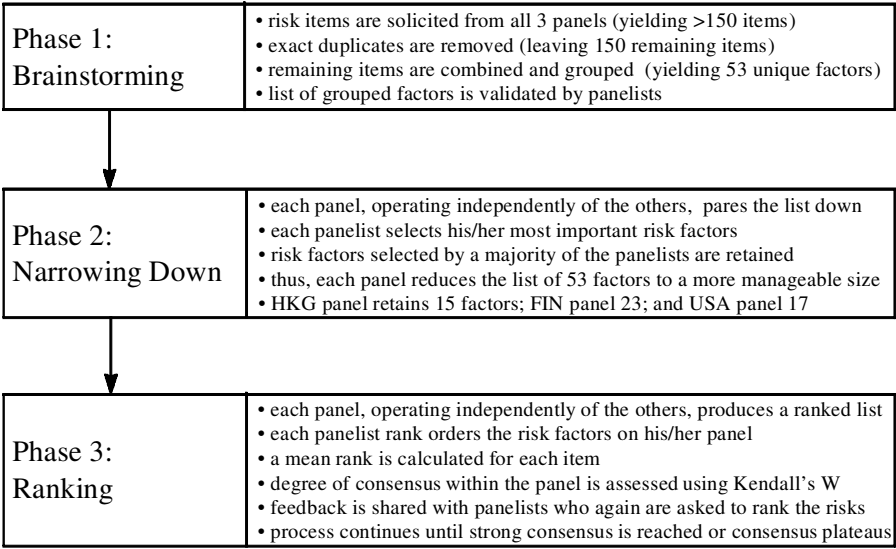 Phase 1:
Brainstorming
• risk items are solicited from all 3 panels (yielding >150 items)
• exact duplicates are removed (leaving 150 remaining items)
• remaining items are combined and grouped (yielding 53 unique factors)
• list of grouped factors is validated by panelists
Phase 2:
Narrowing Down
• each panel, operating independently of the others, pares the list down
• each panelist selects his/her most important risk factors
• risk factors selected by a majority of the panelists are retained
• thus, each panel reduces the list of 53 factors to a more manageable size
• HKG panel retains 15 factors; FIN panel 23; and USA panel 17
Phase 3:
Ranking
• each panel, operating independently of the others, produces a ranked list
• each panelist rank orders the risk factors on his/her panel
• a mean rank is calculated for each item
• degree of consensus within the panel is assessed using Kendall's W
• feedback is shared with panelists who again are asked to rank the risks
• process continues until strong consensus is reached or consensus plateaus